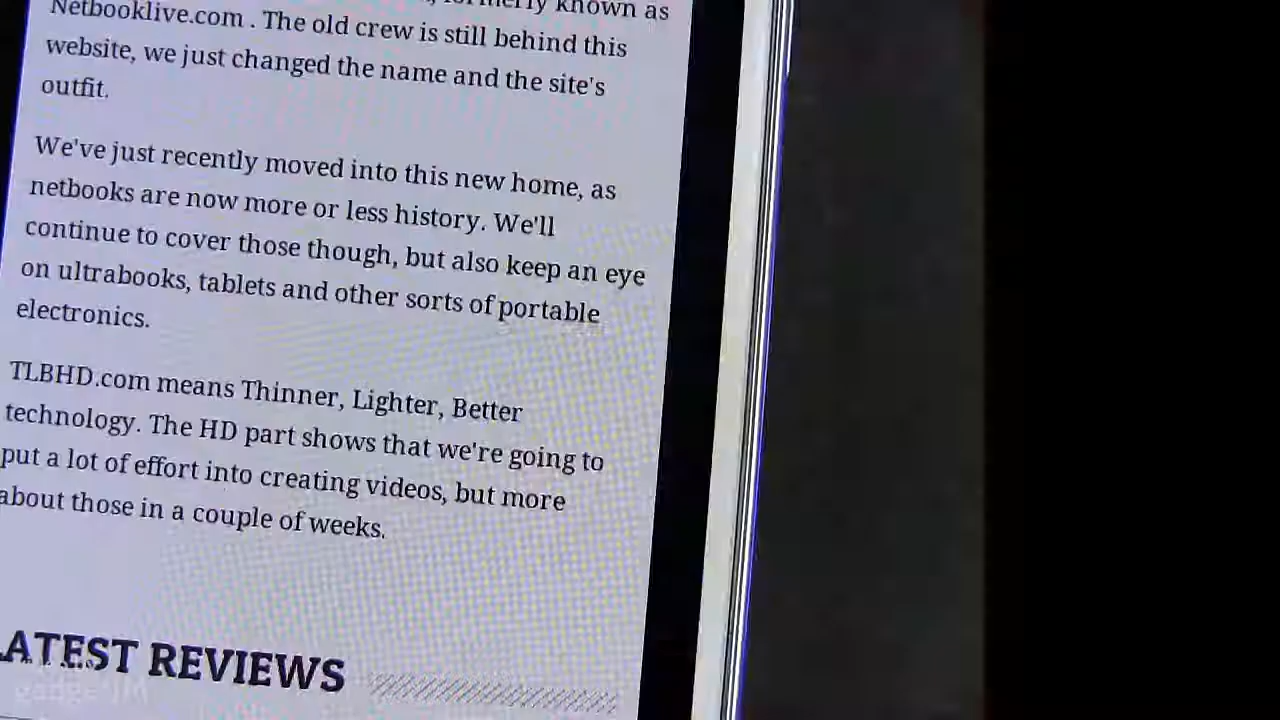 formerly known as
Netbooklive.com . The old crew is still behind this
website, we just changed the name and the site's
outfit.
We've just recently moved into this new home, as
netbooks are now more or less history. We'll
continue to cover those though, but also keep an eye
on ultrabooks, tablets and other sorts of portable
electronics.
TLBHD.com means Thinner, Lighter, Better
technology. The HD part shows that we're going to
put a lot of effort into creating videos, but more
about those in a couple of weeks.
LATEST REVIEWS